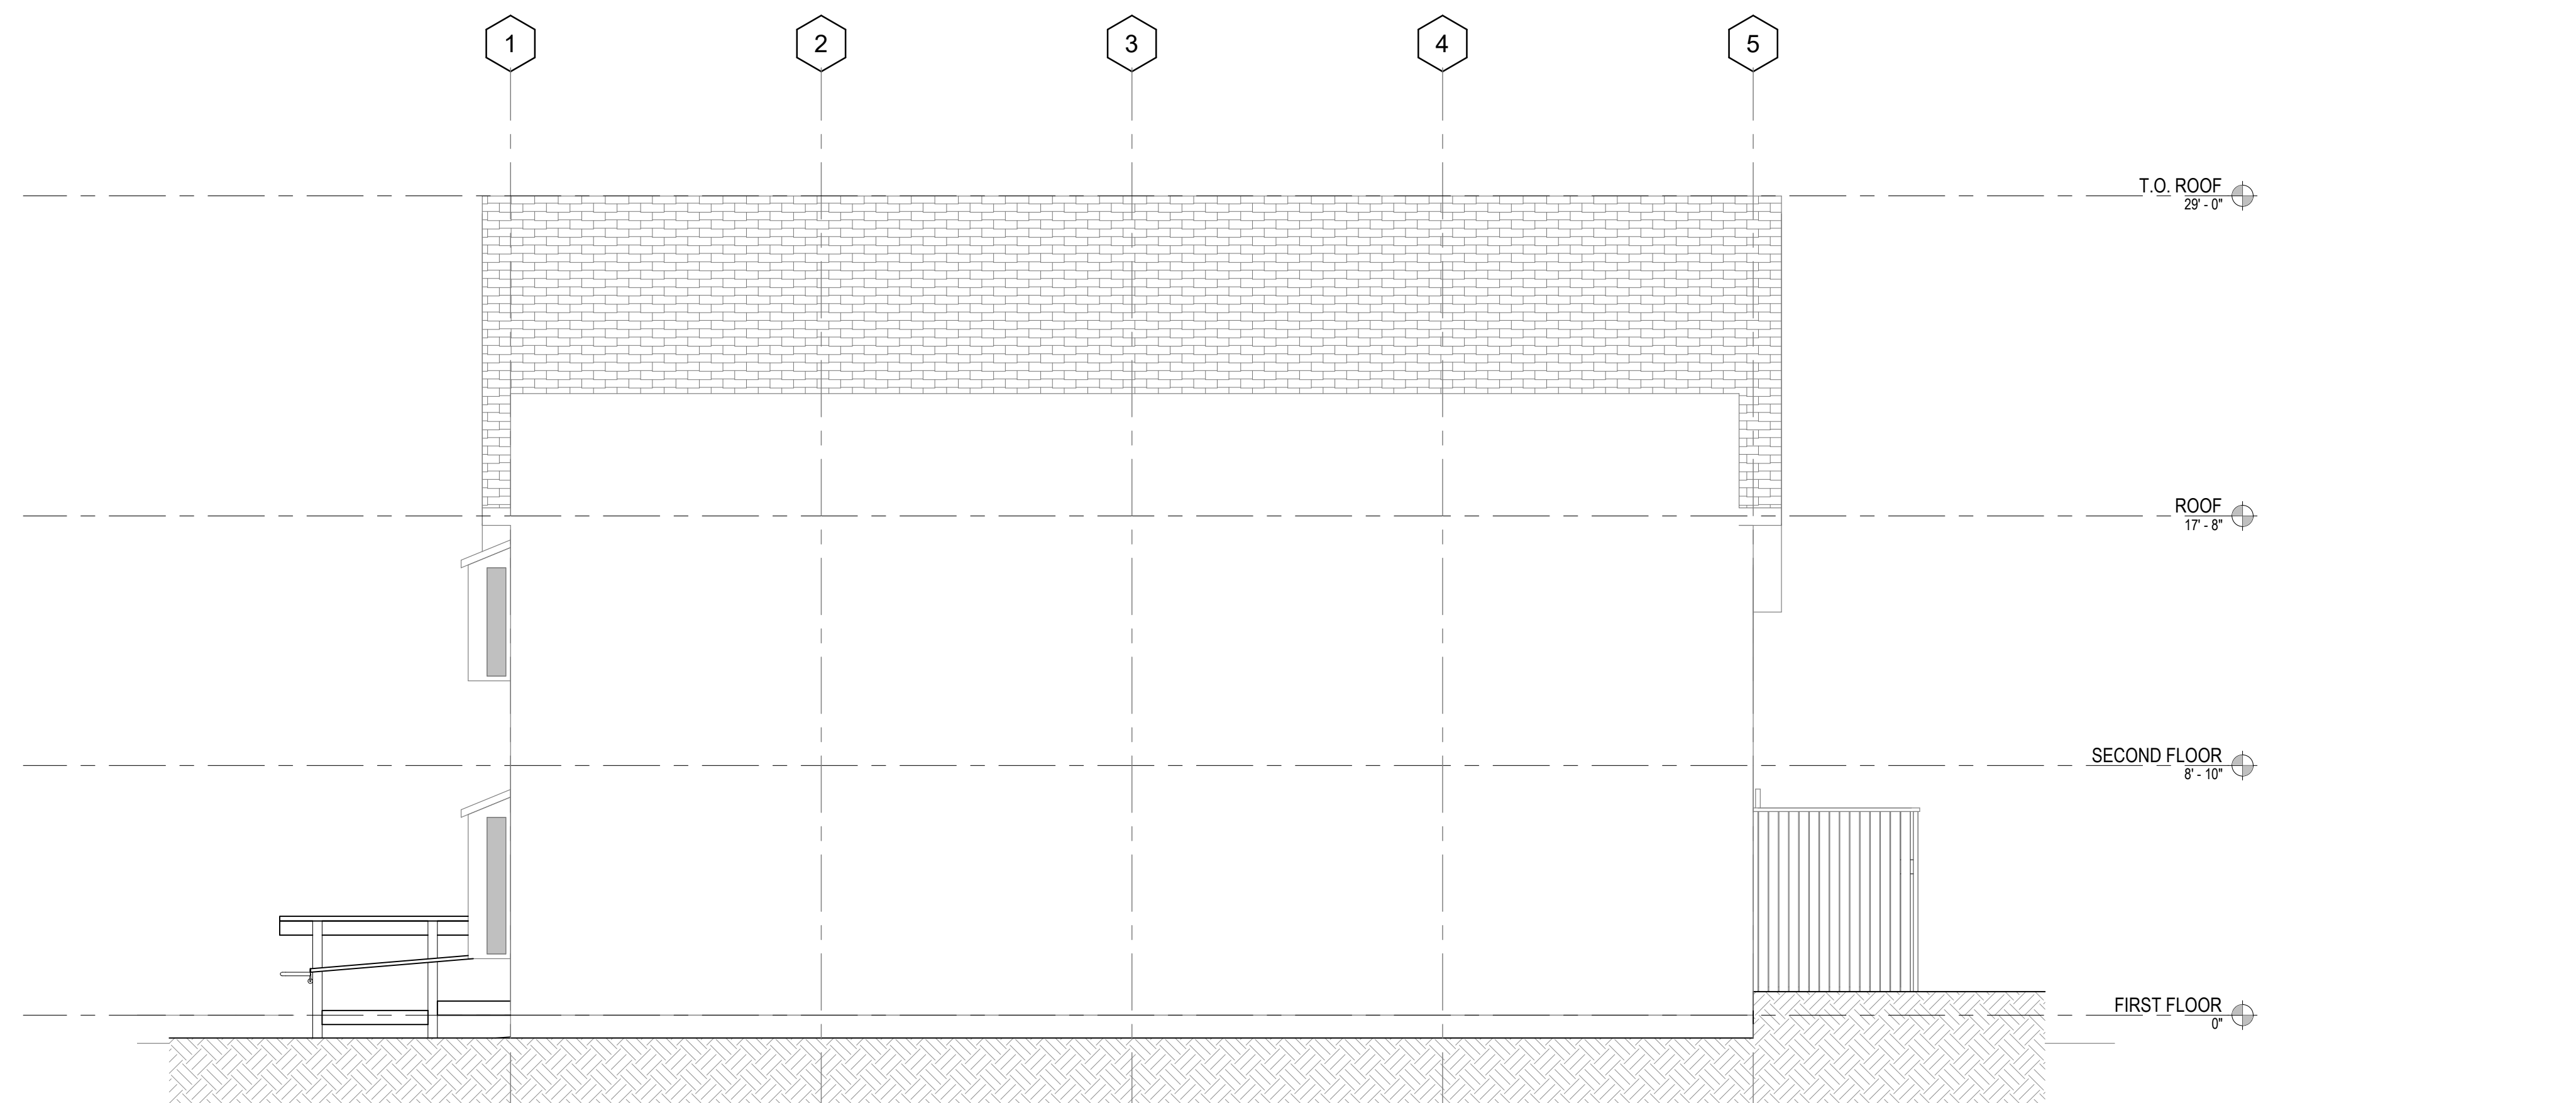 1
2
3
4
5
T.O. ROOF
29' - 0"
ROOF
17' - 8"
SECOND FLOOR
8' - 10"
FIRST FLOOR
0"